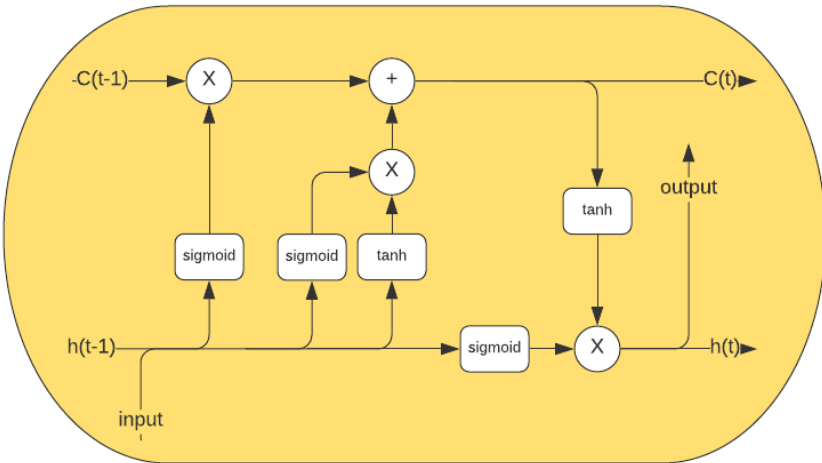 -C(t-1)
X
+
C(t)
X
output
tanh
sigmoid
sigmoid
tanh
h(t-1)
sigmoid
X
h(t)
input